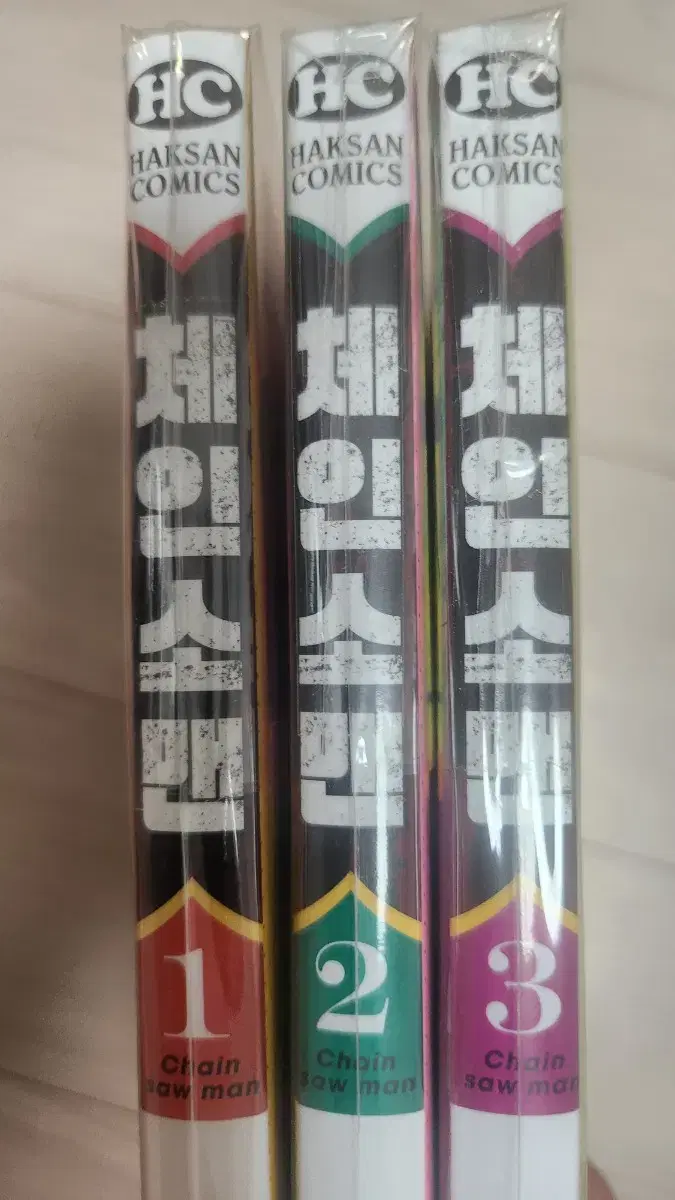 HC
HAKSAN
COMICS
체인소맨
1
Chain
saw man
HC
HAKSAN
COMICS
체인소맨
2
Chain
saw man
HC
HAKSAN
COMICS
체인소맨
3
Chain
saw man